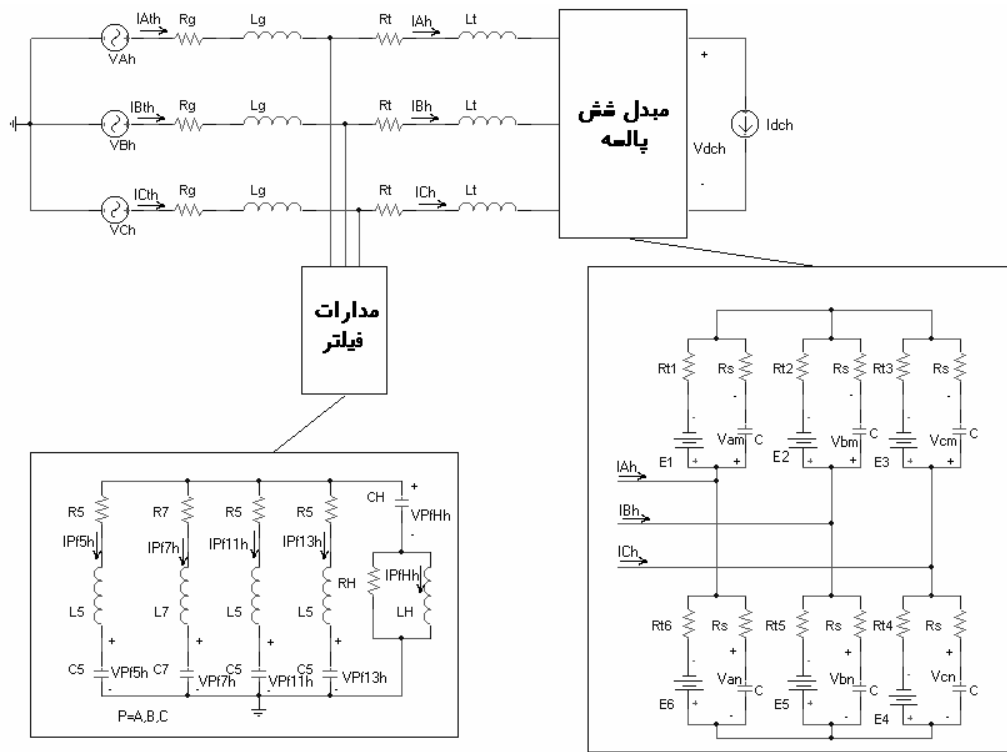 IAth Rg Lg Rt IAh Lt
VAh
+
IBth Rg Lg Rt IBh Lt
VBh
مبدل شش
پالسه
Vdch
Idch
-
ICth Rg Lg Rt ICh Lt
VCh
مدارات
فیلتر
R5 R7 R5 R5 CH + VPfHh -
IPf5h IPf7h IPf11h IPf13h IPfHh
RH
L5 L7 L5 L5 LH
+ + + +
C5 VPf5h C7 VPf7h C5 VPf11h C5 VPf13h
- - - -
P=A,B,C
Rt1 Rs Rt2 Rs Rt3 Rs
- - - - - -
Vam C Vbm C Vcm C
E1 + + E2 + + E3 + +
IAh
IBh
ICh
Rt6 Rs Rt5 Rs Rt4 Rs
- + - + - +
Van C Vbn C Vcn C
E6 + - E5 + - E4 + -